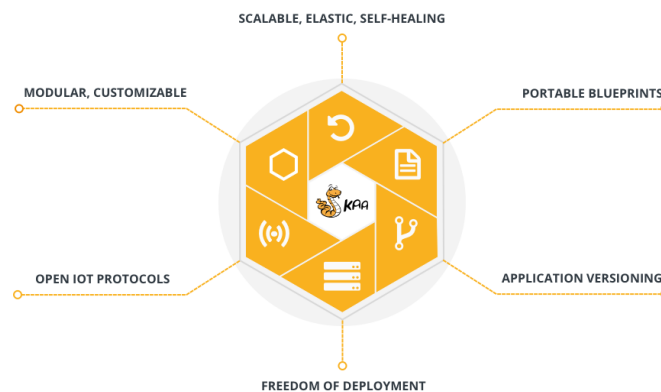 SCALABLE, ELASTIC, SELF-HEALING
MODULAR, CUSTOMIZABLE
PORTABLE BLUEPRINTS
KAA
OPEN IOT PROTOCOLS
APPLICATION VERSIONING
FREEDOM OF DEPLOYMENT